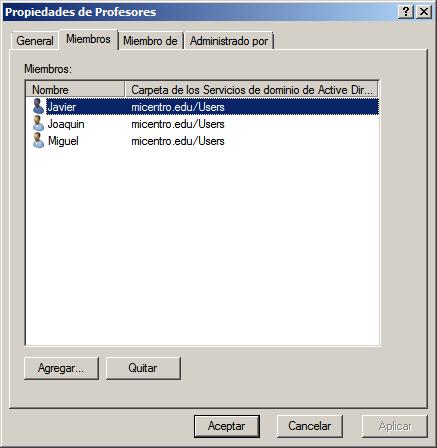 Propiedades de Profesores
General Miembros Miembro de Administrado por
Miembros:
Nombre Carpeta de los Servicios de dominio de Active Dir...
Javier micentro.edu/Users
Joaquin micentro.edu/Users
Miguel micentro.edu/Users
Agregar... Quitar
Aceptar Cancelar Aplicar